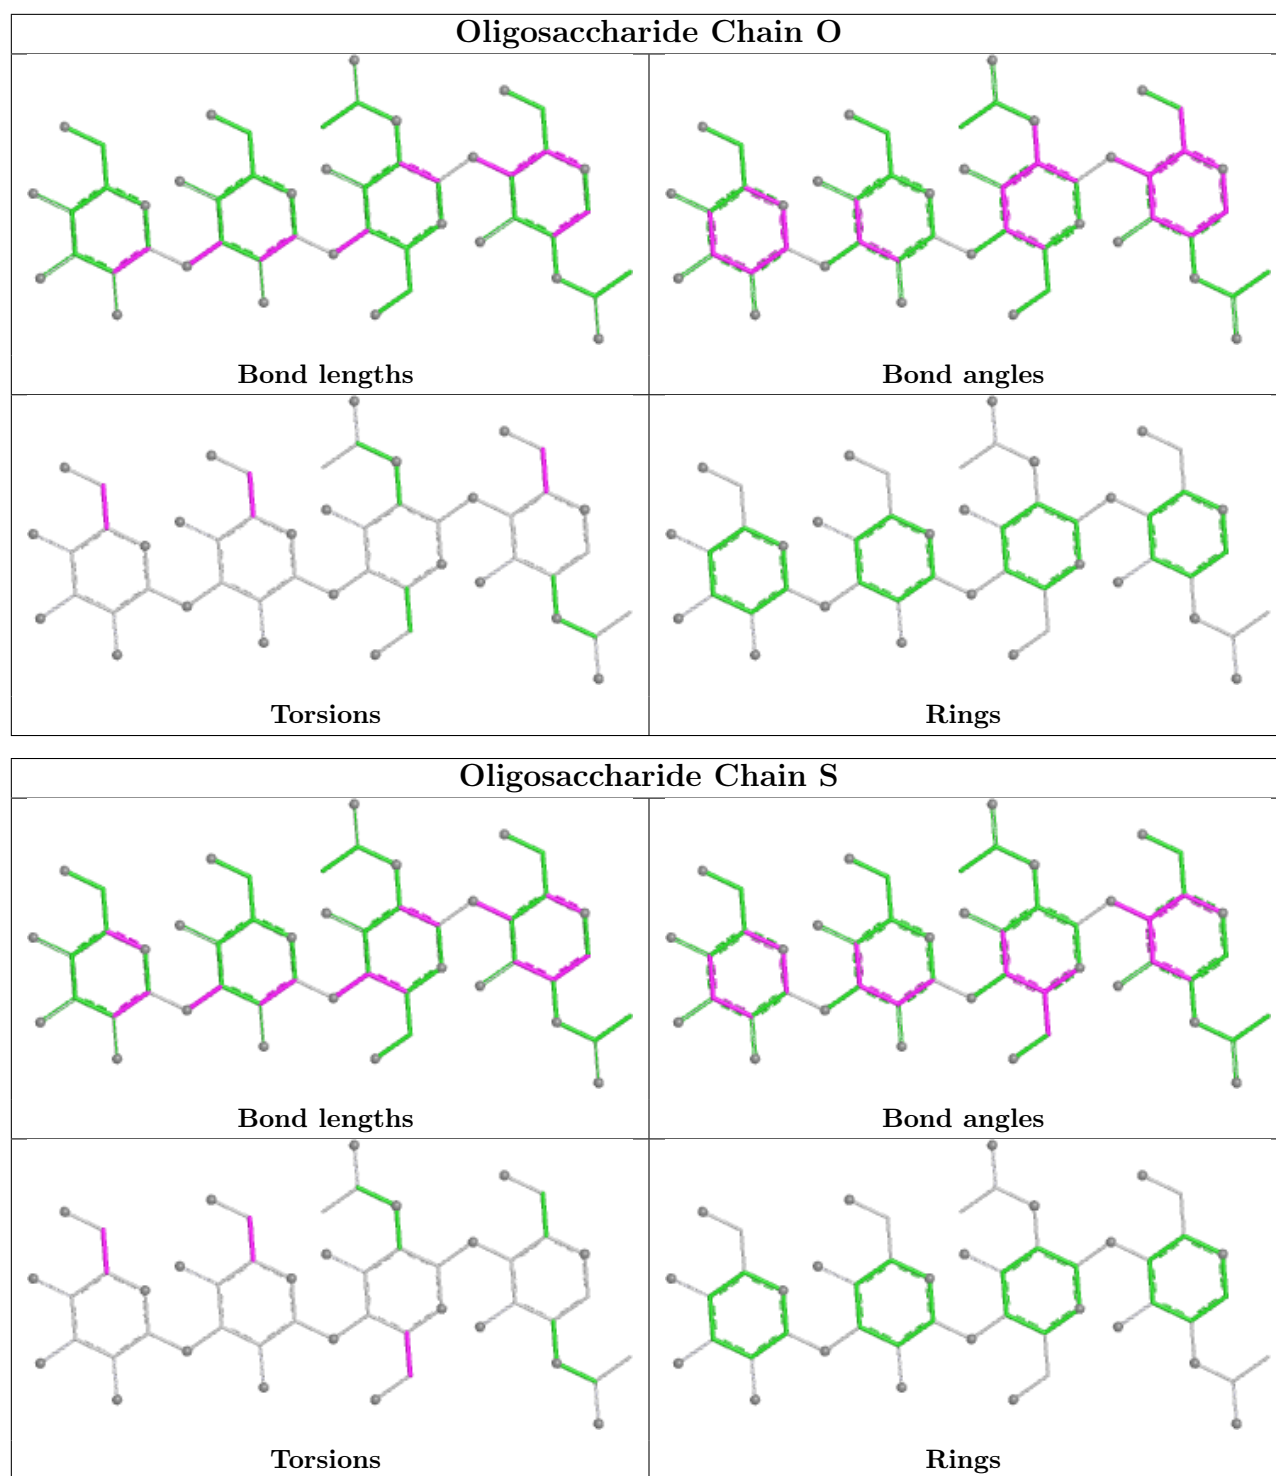 Oligosaccharide Chain O
Bond lengths
Bond angles
Torsions
Rings
Oligosaccharide Chain S
Bond lengths
Bond angles
Torsions
Rings